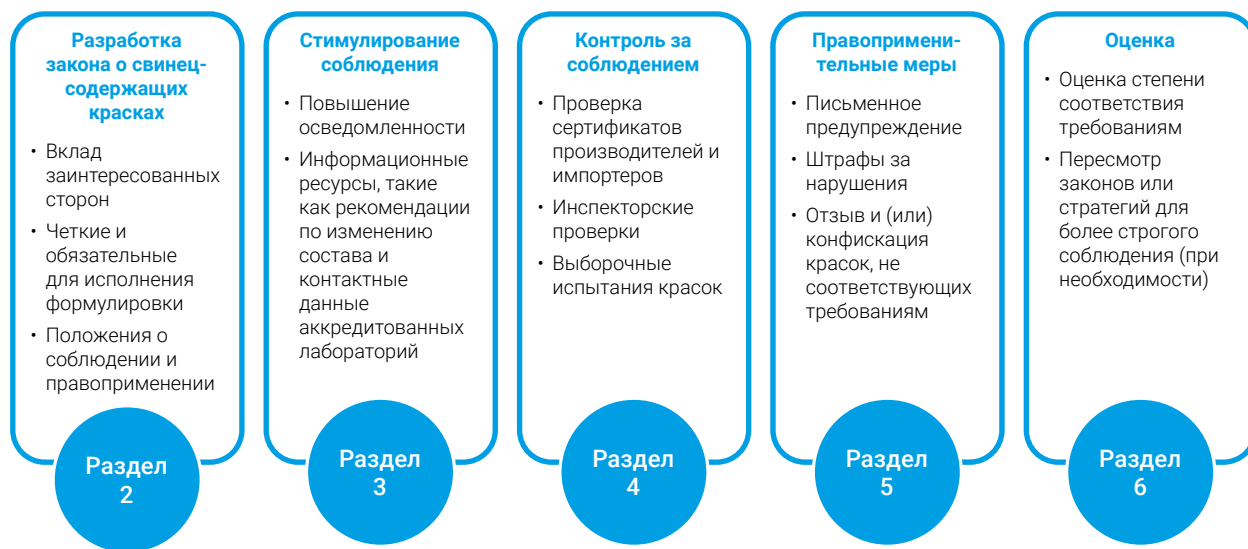 Разработка
закона о свинец-
содержащих
красках
• Вклад
заинтересованных
сторон
• Четкие и
обязательные
для исполнения
формулировки
• Положения о
соблюдении и
правоприменении
Раздел
2
Стимулирование
соблюдения
• Повышение
осведомленности
• Информационные
ресурсы, такие
как рекомендации
по изменению
состава и
контактные
данные
аккредитованных
лабораторий
Раздел
3
Контроль за
соблюдением
• Проверка
сертификатов
производителей и
импортеров
• Инспекторские
проверки
• Выборочные
испытания красок
Раздел
4
Правопримени-
тельные меры
• Письменное
предупреждение
• Штрафы за
нарушения
• Отзыв и (или)
конфискация
красок, не
соответствующих
требованиям
Раздел
5
Оценка
• Оценка степени
соответствия
требованиям
• Пересмотр
законов или
стратегий для
более строгого
соблюдения (при
необходимости)
Раздел
6